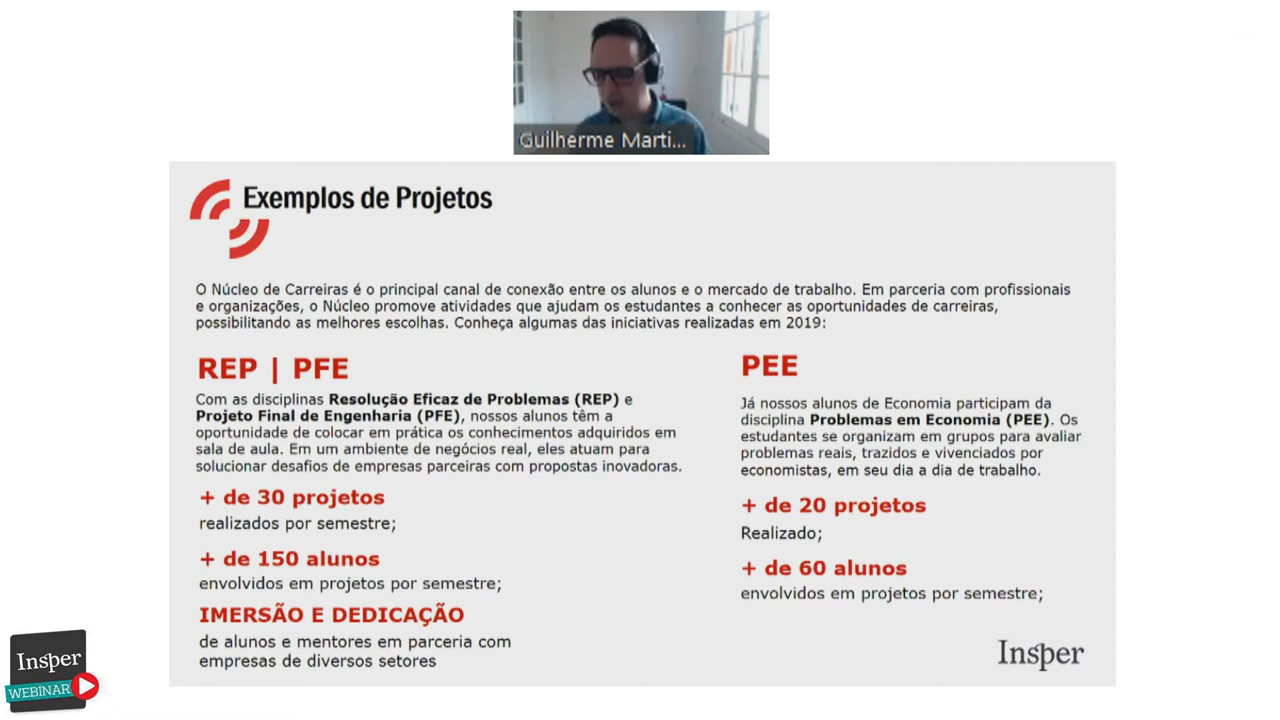 Guilherme Marti...
Exemplos de Projetos
O Núcleo de Carreiras é o principal canal de conexão entre os alunos e o mercado de trabalho. Em parceria com profissionais
e organizações, o Núcleo promove atividades que ajudam os estudantes a conhecer as oportunidades de carreiras,
possibilitando as melhores escolhas. Conheça algumas das iniciativas realizadas em 2019:
REP | PFE
Com as disciplinas Resolução Eficaz de Problemas (REP) e
Projeto Final de Engenharia (PFE), nossos alunos têm a
oportunidade de colocar em prática os conhecimentos adquiridos em
sala de aula. Em um ambiente de negócios real, eles atuam para
solucionar desafios de empresas parceiras com propostas inovadoras.
+ de 30 projetos
realizados por semestre;
+ de 150 alunos
envolvidos em projetos por semestre;
IMERSÃO E DEDICAÇÃO
de alunos e mentores em parceria com
empresas de diversos setores
PEE
Já nossos alunos de Economia participam da
disciplina Problemas em Economia (PEE). Os
estudantes se organizam em grupos para avaliar
problemas reais, trazidos e vivenciados por
economistas, em seu dia a dia de trabalho.
+ de 20 projetos
Realizado;
+ de 60 alunos
envolvidos em projetos por semestre;
Insper
Insper
WEBINAR